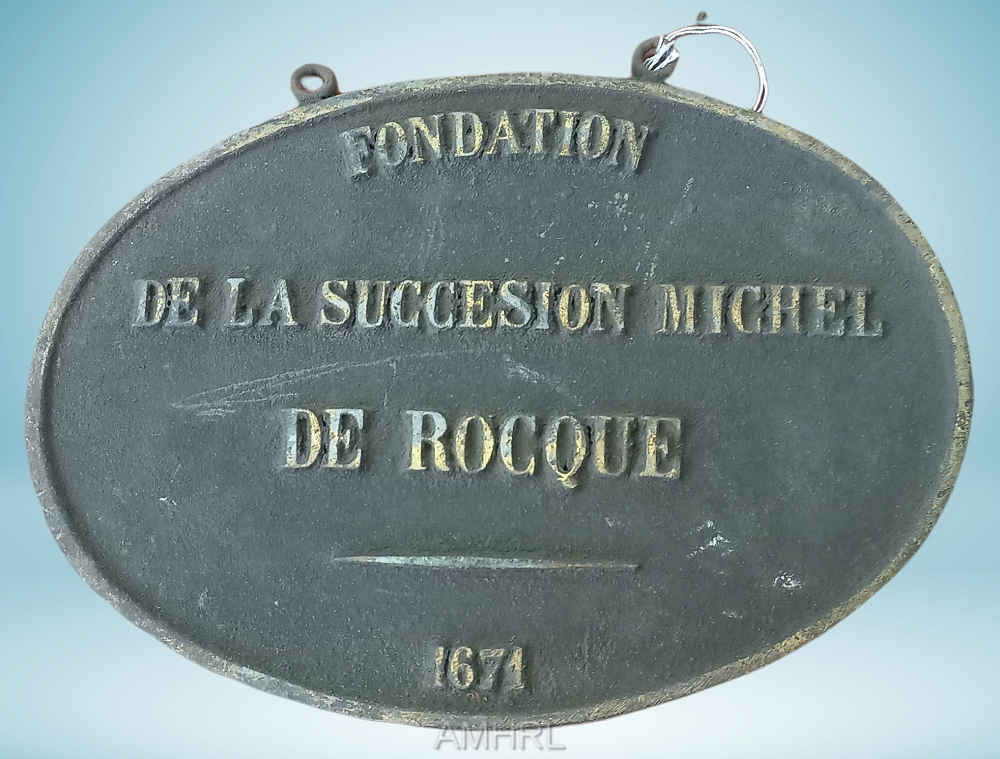 FONDATION
DE LA SUCCESION MICHEL
DE ROCQUE
1671
AMHRL